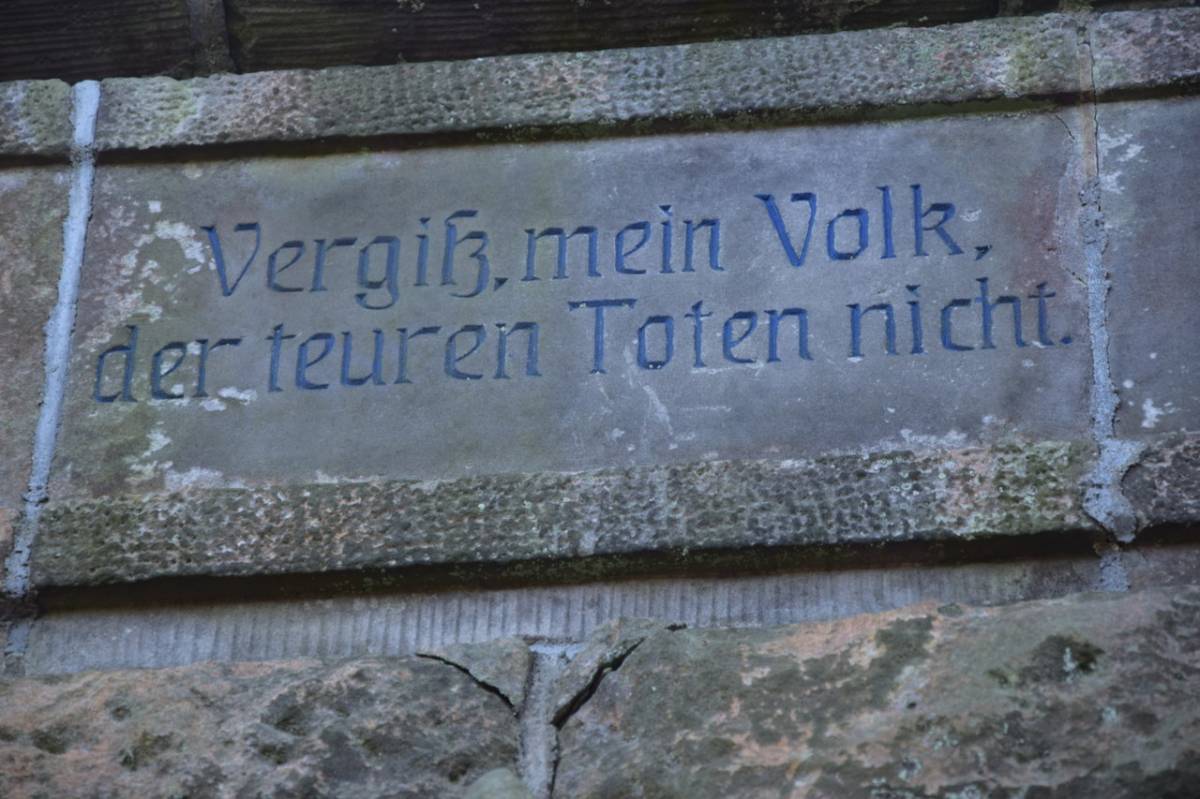 Vergiß, mein Volk,
der teuren Toten nicht.